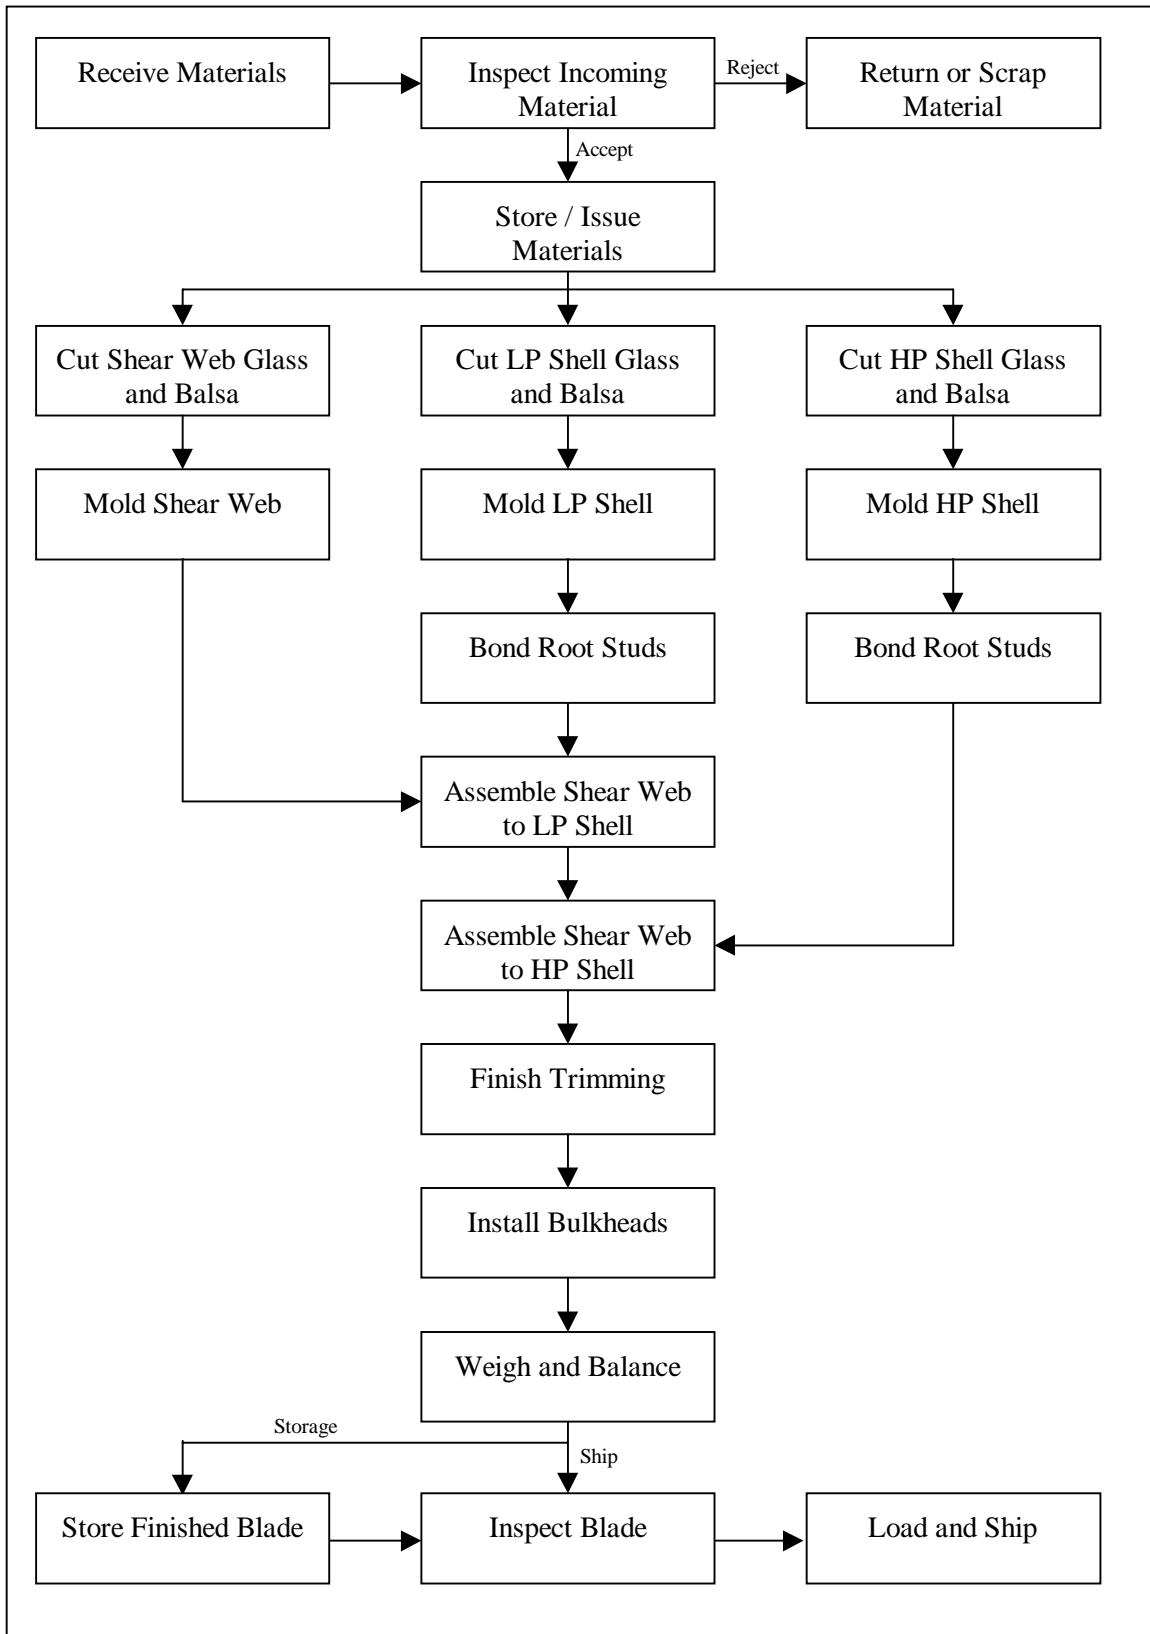 Receive Materials
Inspect Incoming
Material
Reject
Return or Scrap
Material
Accept
Store / Issue
Materials
Cut Shear Web Glass
and Balsa
Cut LP Shell Glass
and Balsa
Cut HP Shell Glass
and Balsa
Mold Shear Web
Mold LP Shell
Mold HP Shell
Bond Root Studs
Bond Root Studs
Assemble Shear Web
to LP Shell
Assemble Shear Web
to HP Shell
Finish Trimming
Install Bulkheads
Weigh and Balance
Storage
Ship
Store Finished Blade
Inspect Blade
Load and Ship